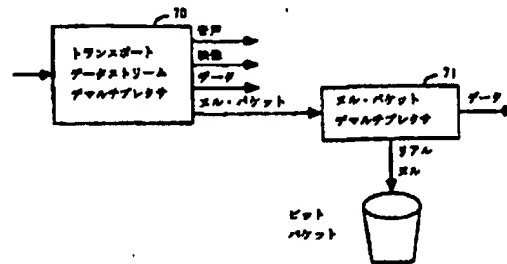 70
トランスポート
データストリーム
デマルチプレクサ
音声
映像
データ
ヌル・パケット
71
ヌル・パケット
デマルチプレクサ
データ
リアル
ヌル
ビット
バケット